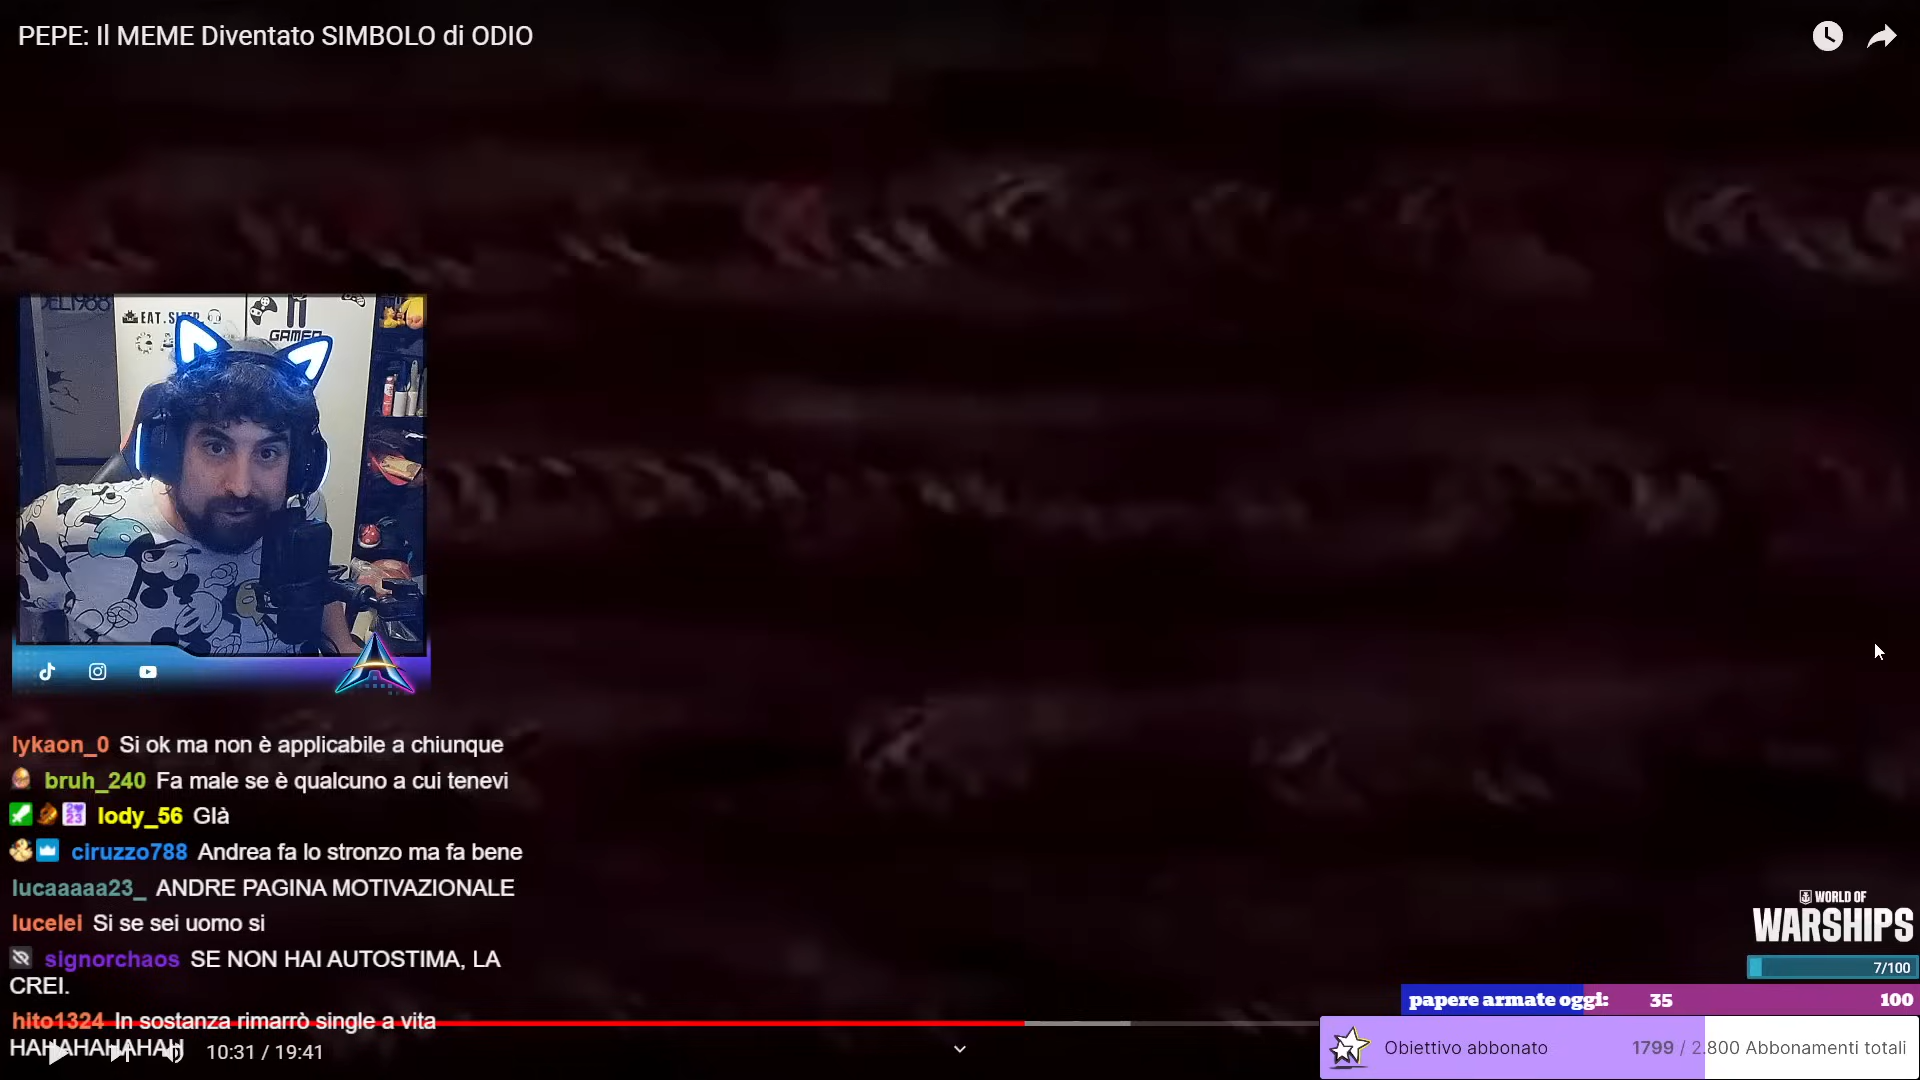 PEPE: Il MEME Diventato SIMBOLO di ODIO
EAT.
GAMER
lykaon_0 Si ok ma non è applicabile a chiunque
bruh_240 Fa male se è qualcuno a cui tenevi
lody_56 GIà
ciruzzo788 Andrea fa lo stronzo ma fa bene
lucaaaaa23_ ANDRE PAGINA MOTIVAZIONALE
lucelei Si se sei uomo si
signorchaos SE NON HAI AUTOSTIMA, LA
CREI.
hito1324 In sostanza rimarrò single a vita
HAHAHAHAHAH
10:31 / 19:41
WORLD OF
WARSHIPS
7/100
papere armate oggi: 35 100
Obiettivo abbonato 1799 / 2.800 Abbonamenti totali